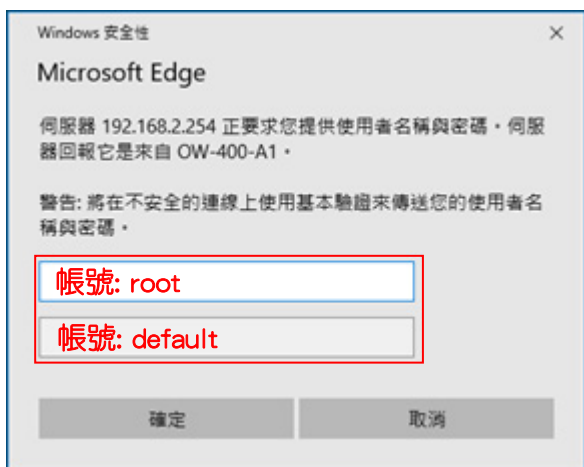 Windows 安全性
Microsoft Edge
伺服器 192.168.2.254 正要求您提供使用者名稱與密碼。伺服
器回報它是來自 OW-400-A1。
警告: 將在不安全的連線上使用基本驗證來傳送您的使用者名
稱與密碼。
帳號: root
帳號: default
確定 取消